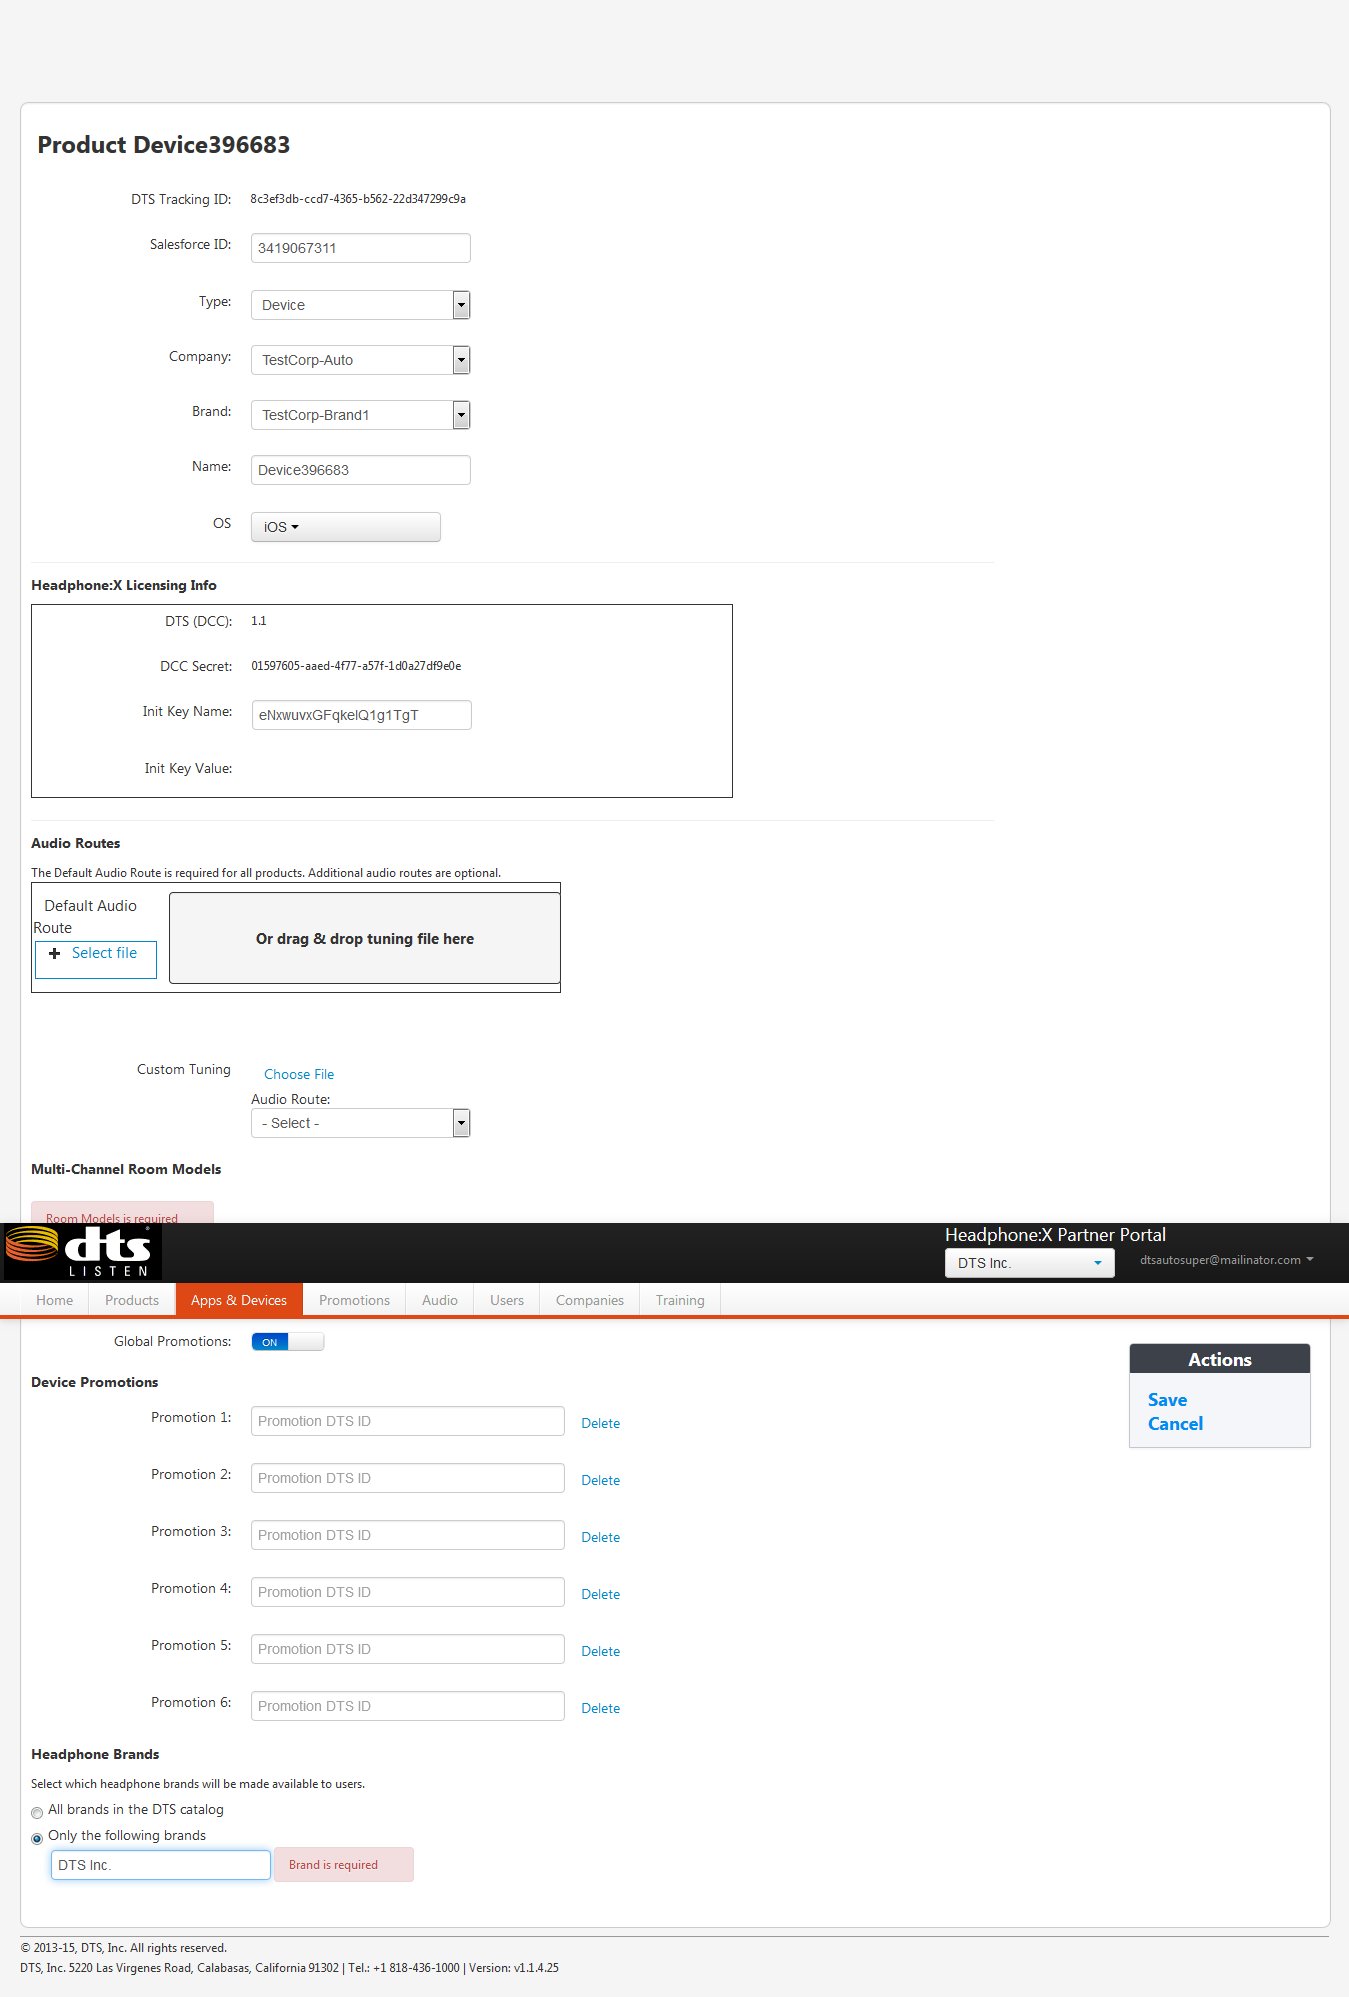 Product Device396683
DTS Tracking ID: 8c3ef3db-ccd7-4365-b562-22d347299c9a
Salesforce ID: 3419067311
Type: Device
Company: TestCorp-Auto
Brand: TestCorp-Brand1
Name: Device396683
OS iOS
Headphone:X Licensing Info
DTS (DCC): 1.1
DCC Secret: 01597605-aaed-4f77-a57f-1d0a27df9e0e
Init Key Name: eNxwuvxGFqkelQ1g1TgT
Init Key Value:
Audio Routes
The Default Audio Route is required for all products. Additional audio routes are optional.
Default Audio
Route
Select file
Or drag & drop tuning file here
Custom Tuning Choose File
Audio Route:
- Select -
Multi-Channel Room Models
Room Models is required
dts
LISTEN
Headphone:X Partner Portal
DTS Inc. dtsautosuper@mailinator.com
Home Products Apps & Devices Promotions Audio Users Companies Training
Global Promotions: ON
Actions
Save
Cancel
Device Promotions
Promotion 1: Promotion DTS ID Delete
Promotion 2: Promotion DTS ID Delete
Promotion 3: Promotion DTS ID Delete
Promotion 4: Promotion DTS ID Delete
Promotion 5: Promotion DTS ID Delete
Promotion 6: Promotion DTS ID Delete
Headphone Brands
Select which headphone brands will be made available to users.
All brands in the DTS catalog
Only the following brands
DTS Inc. Brand is required
© 2013-15, DTS, Inc. All rights reserved.
DTS, Inc. 5220 Las Virgenes Road, Calabasas, California 91302 | Tel.: +1 818-436-1000 | Version: v1.1.4.25